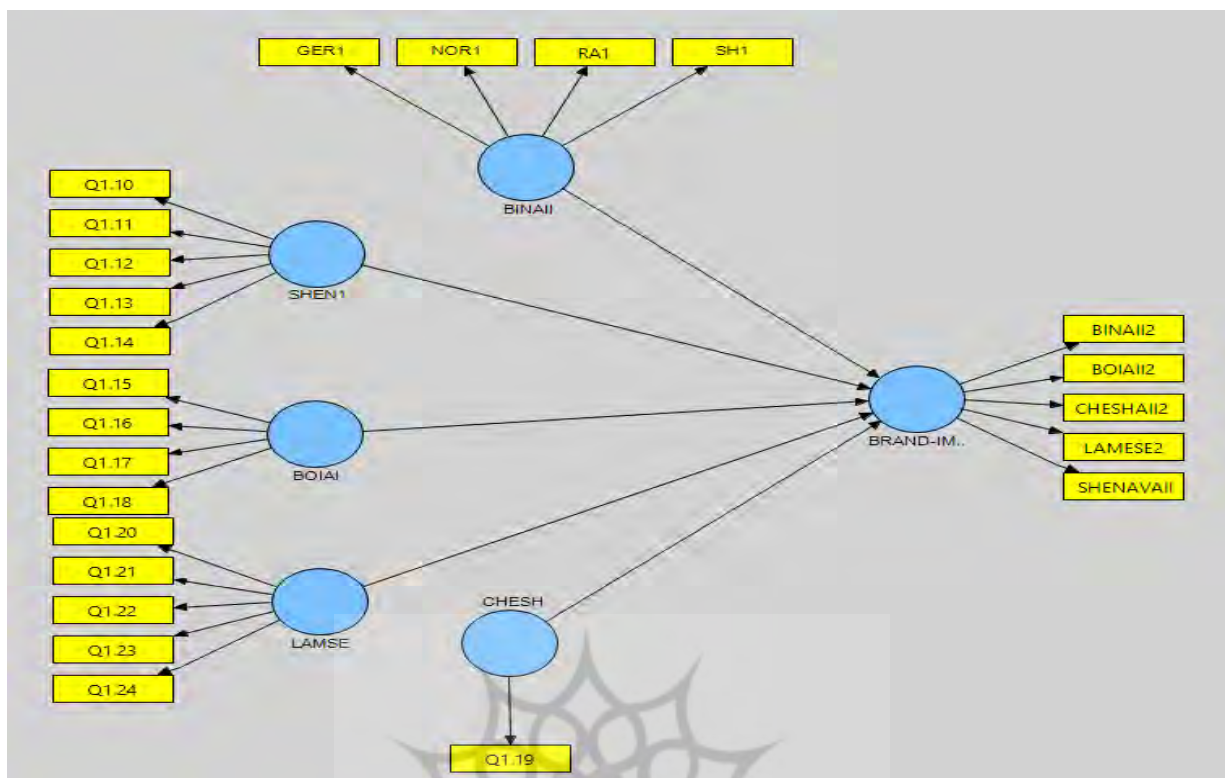 GER1
NOR1
RA1
SH1
BINAII
Q1.10
Q1.11
Q1.12
Q1.13
Q1.14
SHEN1
Q1.15
Q1.16
Q1.17
Q1.18
BOIAI
Q1.20
Q1.21
Q1.22
Q1.23
Q1.24
LAMSE
CHESH
Q1.19
BRAND-IM..
BINAII2
BOIAII2
CHESHAII2
LAMESE2
SHENAVAII